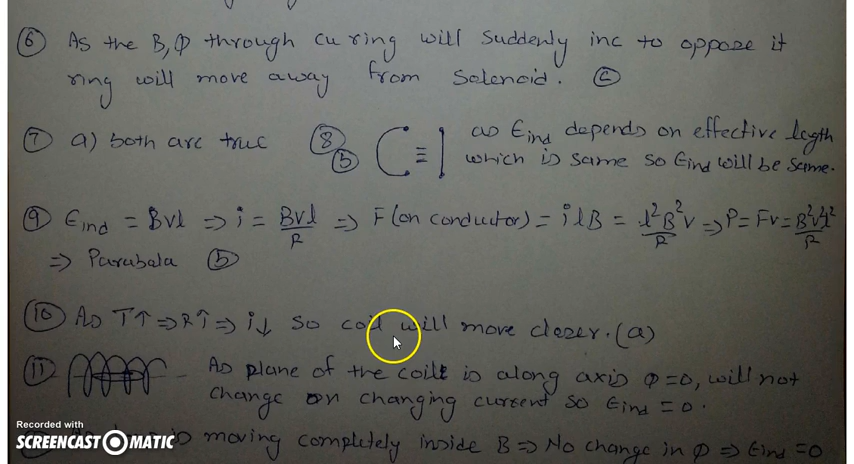 ⑥ As the B, φ through cu ring will suddenly inc to oppose it
ring will move away from solenoid. ⓒ
⑦ a) both are true ⑧ as Eind depends on effective length
ⓑ which is same so Eind will be same.
⑨ Eind = Bvl ⇒ i = Bvl/R ⇒ F(on conductor) = ilB = l²B²v/R ⇒ P = Fv = B²v²l²/R
⇒ Parabala ⓑ
⑩ As T↑ ⇒ R↑ ⇒ i↓ so coil will move closer. (a)
⑪ As plane of the coil is along axis φ=0, will not
change on changing current so Eind = 0.
is moving completely inside B ⇒ No change in φ ⇒ Eind = 0
Recorded with
SCREENCAST-O-MATIC